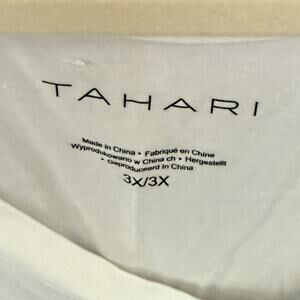 TAHARI
Made in China • Fabriqué en Chine
Wyprodukowano w China ch • Hergestellt
• Geproduceerd In China
3X/3X